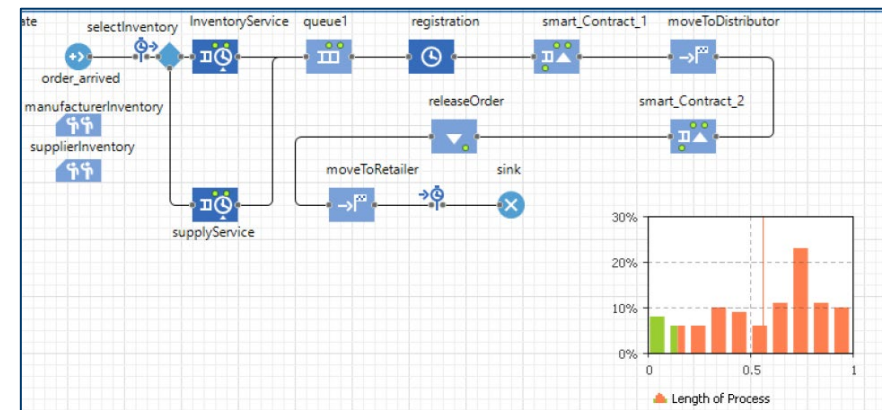 ate
selectInventory
InventoryService
queue1
registration
smart_Contract_1
moveToDistributor
order_arrived
manufacturerInventory
supplierInventory
releaseOrder
smart_Contract_2
moveToRetailer
sink
supplyService
30%
20%
10%
0%
0
0.5
1
Length of Process